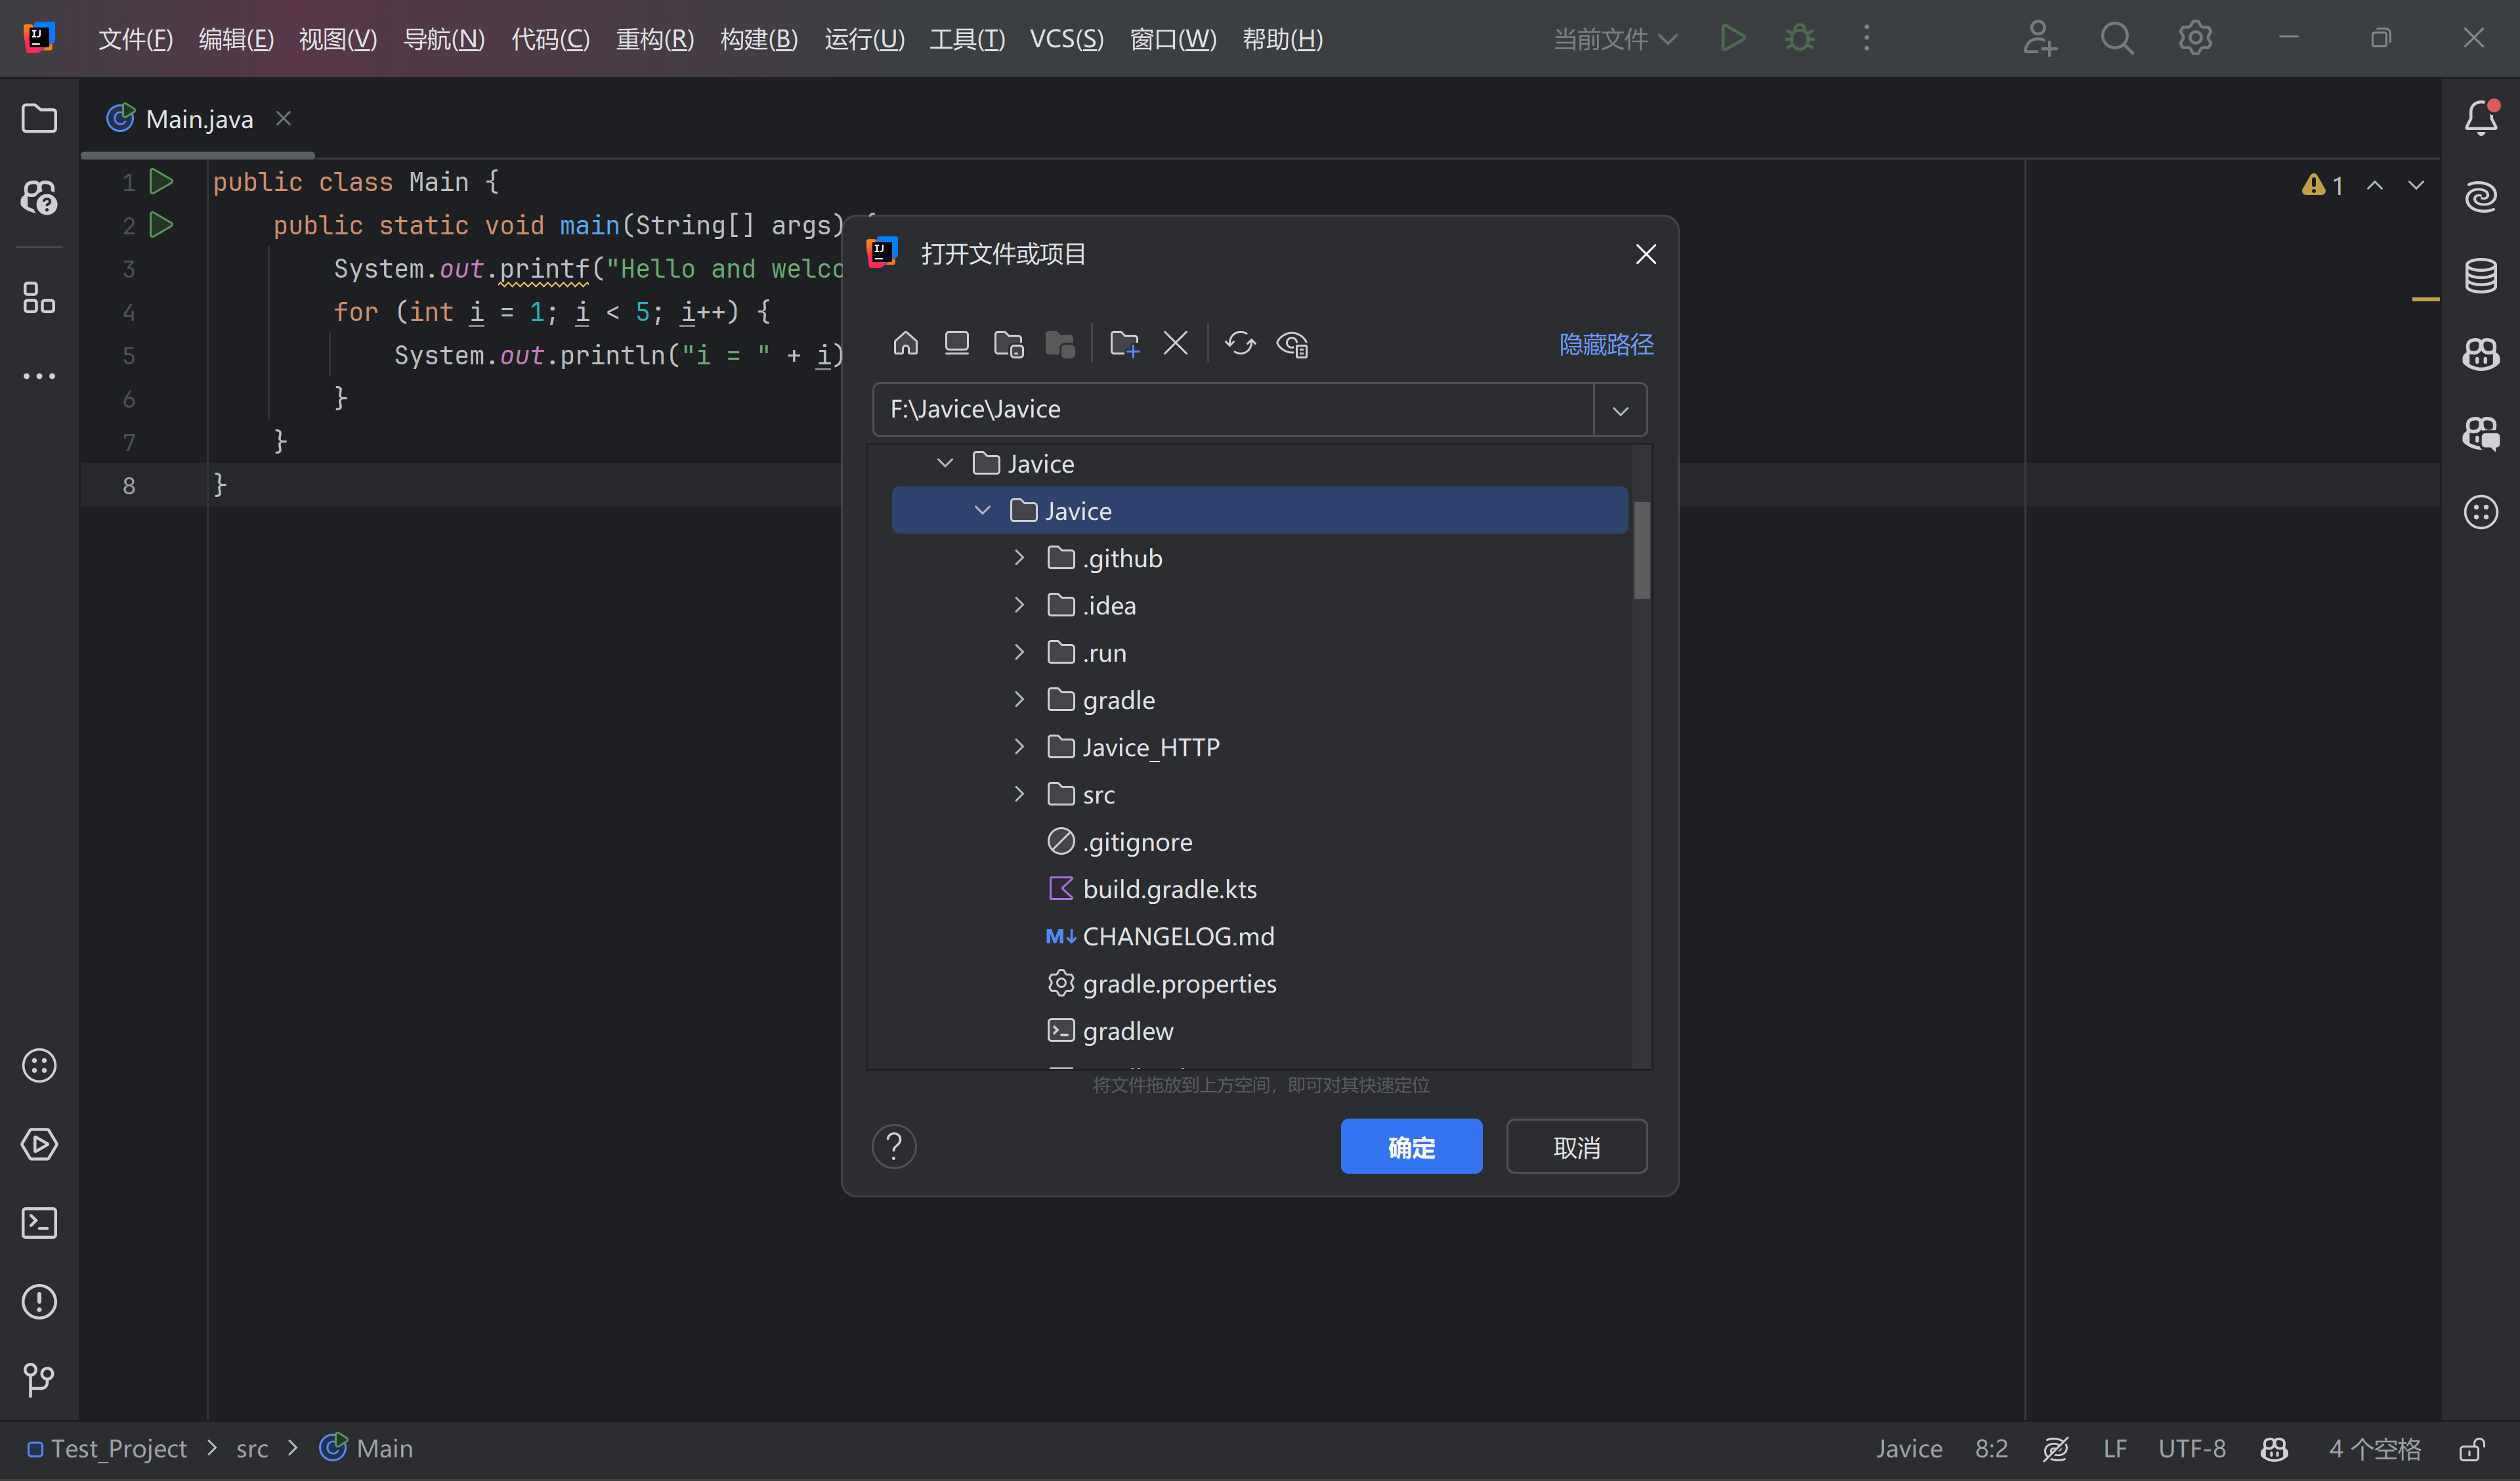 文件(F) 编辑(E) 视图(V) 导航(N) 代码(C) 重构(R) 构建(B) 运行(U) 工具(T) VCS(S) 窗口(W) 帮助(H) 当前文件
Main.java
1 public class Main {
2 public static void main(String[] args) {
3 System.out.printf("Hello and welco
4 for (int i = 1; i < 5; i++) {
5 System.out.println("i = " + i)
6 }
7 }
8 }
1
打开文件或项目
隐藏路径
F:\Javice\Javice
Javice
Javice
.github
.idea
.run
gradle
Javice_HTTP
src
.gitignore
build.gradle.kts
M↓ CHANGELOG.md
gradle.properties
gradlew
将文件拖放到上方空间，即可对其快速定位
? 确定 取消
Test_Project src Main Javice 8:2 LF UTF-8 4 个空格